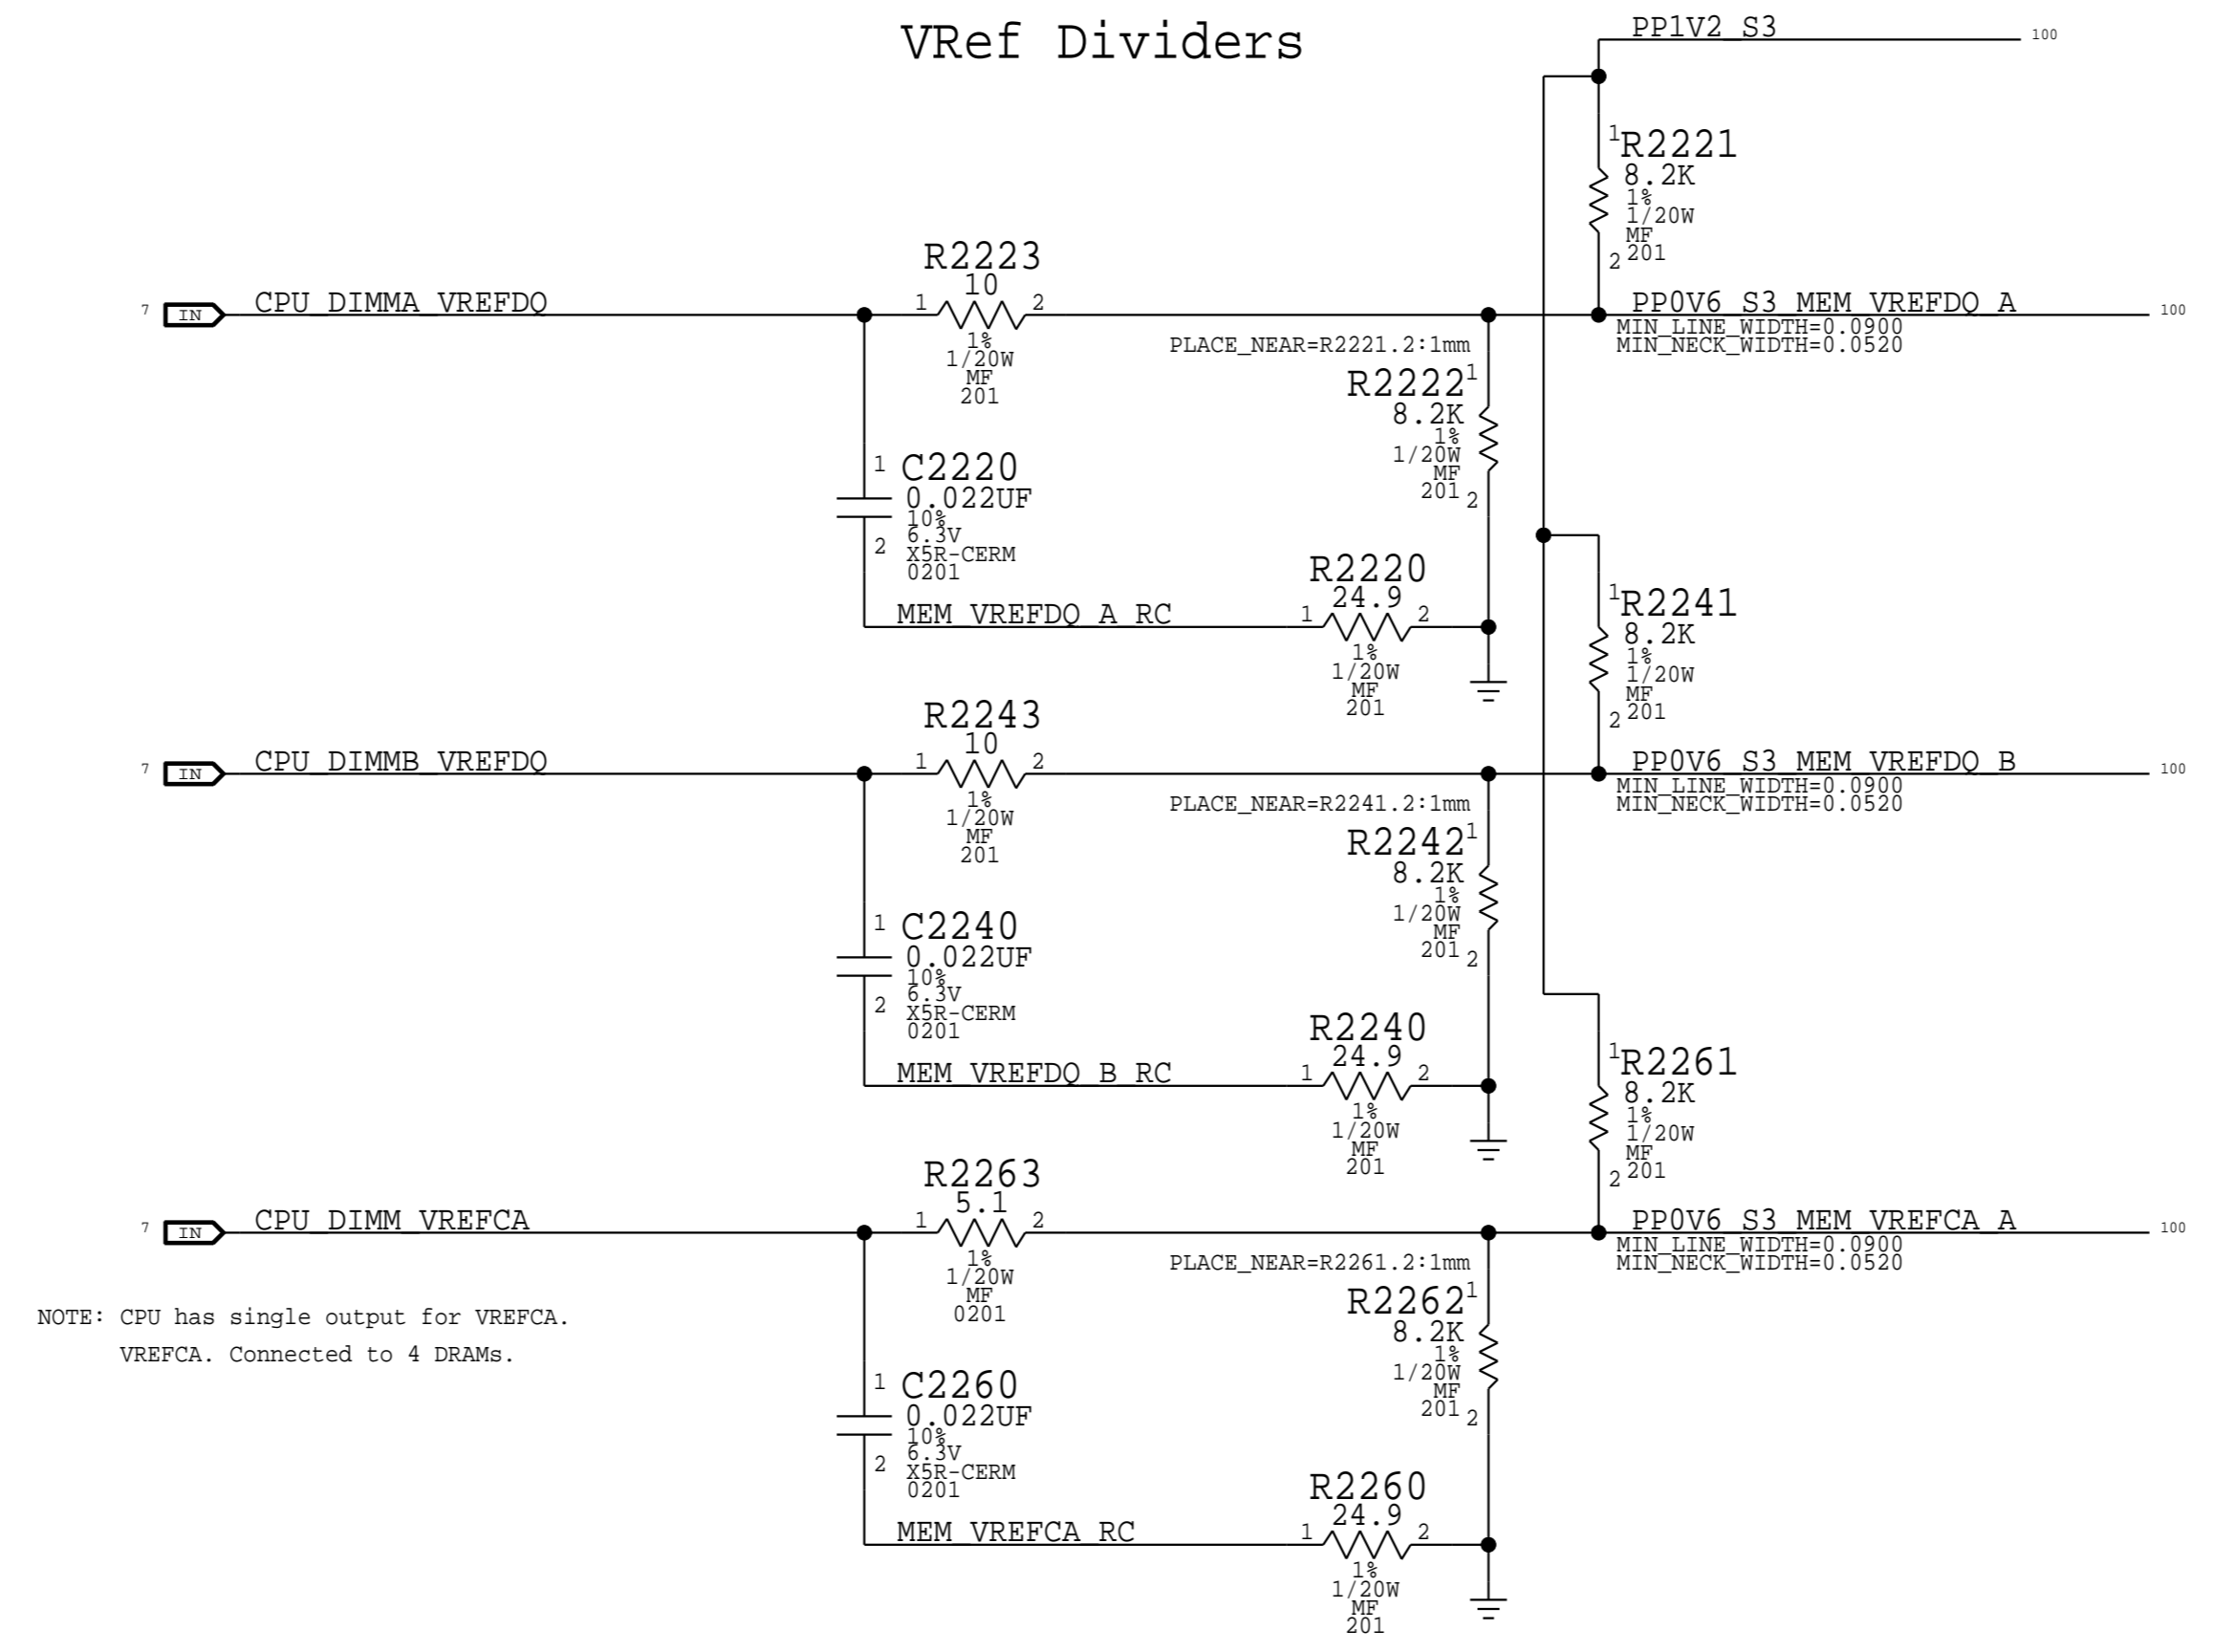 VRef Dividers
PP1V2_S3
100
1
R2221
8.2K
1%
1/20W
MF
201
2
R2223
10
7
IN
CPU_DIMMA_VREFDQ
1
2
1%
1/20W
MF
201
PP0V6_S3_MEM_VREFDQ_A
100
MIN_LINE_WIDTH=0.0900
MIN_NECK_WIDTH=0.0520
PLACE_NEAR=R2221.2:1mm
R2222
1
8.2K
1%
1/20W
MF
201
2
1
C2220
0.022UF
10%
6.3V
2
X5R-CERM
0201
R2220
24.9
MEM_VREFDQ_A_RC
1
2
1%
1/20W
MF
201
1
R2241
8.2K
1%
1/20W
MF
201
2
R2243
10
7
IN
CPU_DIMMB_VREFDQ
1
2
1%
1/20W
MF
201
PP0V6_S3_MEM_VREFDQ_B
100
MIN_LINE_WIDTH=0.0900
MIN_NECK_WIDTH=0.0520
PLACE_NEAR=R2241.2:1mm
R2242
1
8.2K
1%
1/20W
MF
201
2
1
C2240
0.022UF
10%
6.3V
2
X5R-CERM
0201
R2240
24.9
MEM_VREFDQ_B_RC
1
2
1%
1/20W
MF
201
1
R2261
8.2K
1%
1/20W
MF
201
2
R2263
5.1
7
IN
CPU_DIMM_VREFCA
1
2
1%
1/20W
MF
0201
PP0V6_S3_MEM_VREFCA_A
100
MIN_LINE_WIDTH=0.0900
MIN_NECK_WIDTH=0.0520
PLACE_NEAR=R2261.2:1mm
R2262
1
8.2K
1%
1/20W
MF
201
2
NOTE: CPU has single output for VREFCA.
VREFCA. Connected to 4 DRAMs.
1
C2260
0.022UF
10%
6.3V
2
X5R-CERM
0201
R2260
24.9
MEM_VREFCA_RC
1
2
1%
1/20W
MF
201